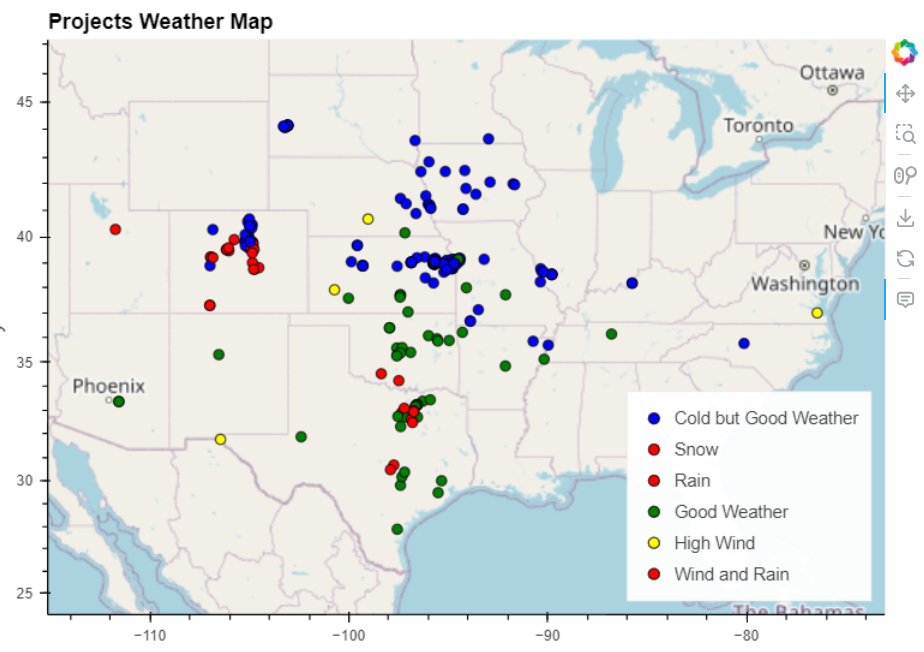 Projects Weather Map
Ottawa
Toronto
New Yo
Washington
Phoenix
45
40
35
30
25
Cold but Good Weather
Snow
Rain
Good Weather
High Wind
Wind and Rain
The Bahamas
−110
−100
−90
−80